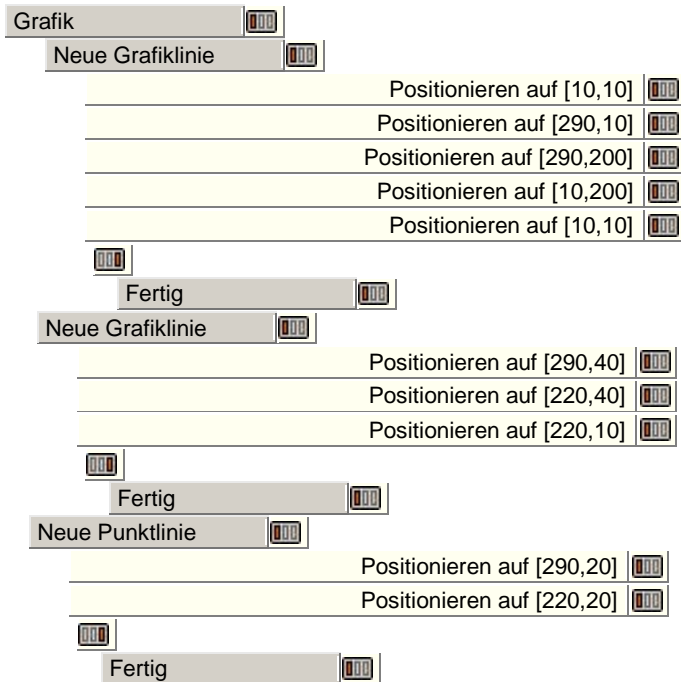 Grafik
Neue Grafiklinie
Positionieren auf [10,10]
Positionieren auf [290,10]
Positionieren auf [290,200]
Positionieren auf [10,200]
Positionieren auf [10,10]
Fertig
Neue Grafiklinie
Positionieren auf [290,40]
Positionieren auf [220,40]
Positionieren auf [220,10]
Fertig
Neue Punktlinie
Positionieren auf [290,20]
Positionieren auf [220,20]
Fertig